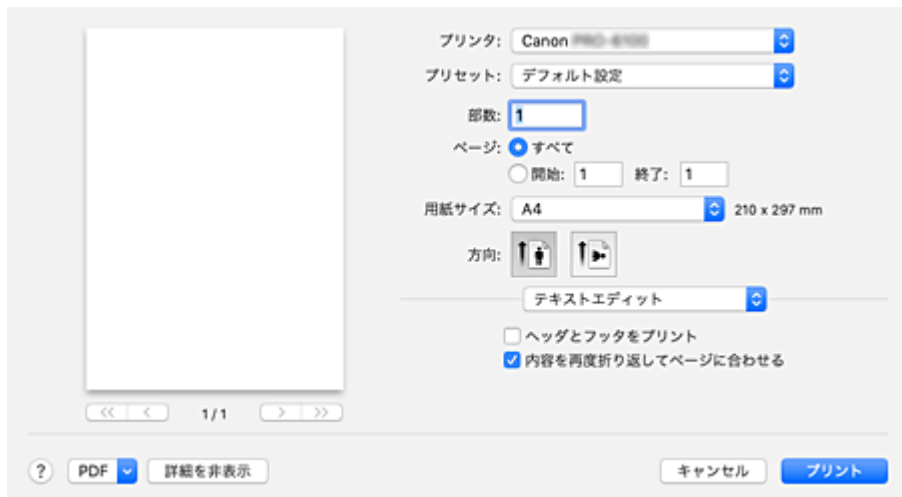 プリンタ: Canon
プリセット: デフォルト設定
部数: 1
ページ: すべて
開始: 1 終了: 1
用紙サイズ: A4 210 x 297 mm
方向:
テキストエディット
ヘッダとフッタをプリント
内容を再度折り返してページに合わせる
<< < 1/1 > >>
? PDF 詳細を非表示 キャンセル プリント